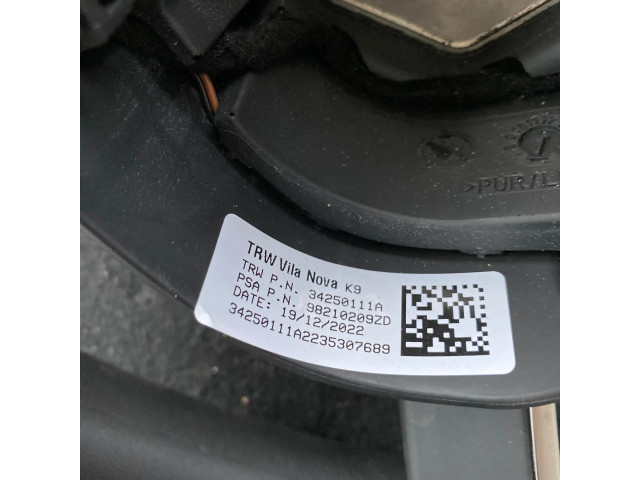 >PUR/
TRW Vila Nova K9
TRW P.N. 34250111A
PSA P.N. 98210209ZD
DATE: 19/12/2022
34250111A2235307689